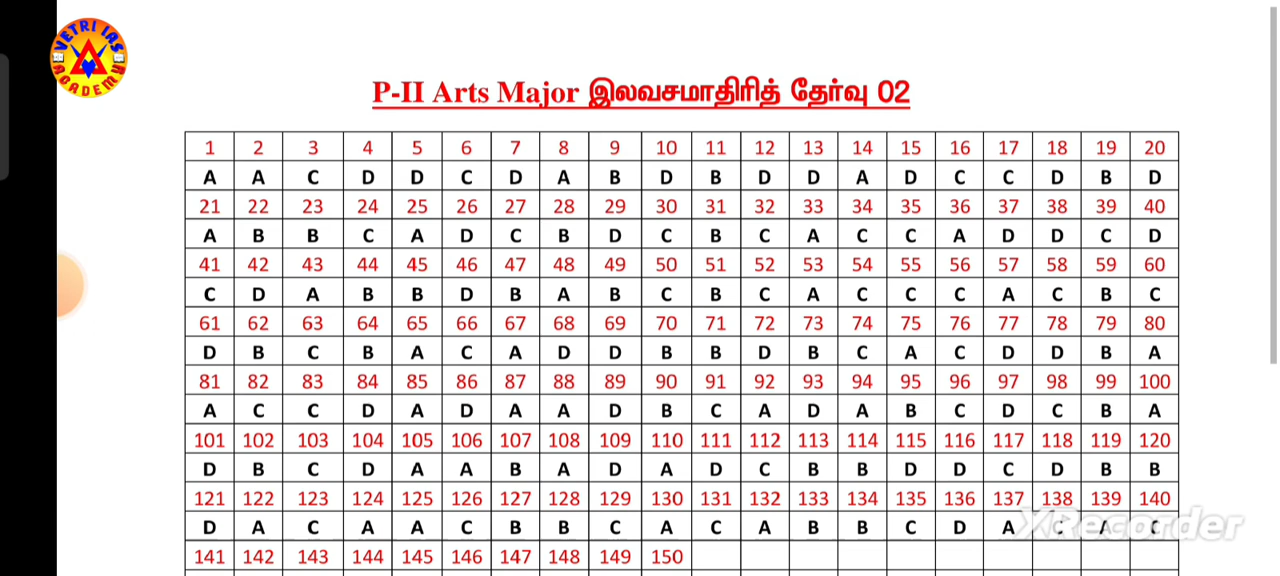 VETRI IAS
ACADEMY
P-II Arts Major இலவசமாதிரித் தேர்வு 02
1 2 3 4 5 6 7 8 9 10 11 12 13 14 15 16 17 18 19 20
A A C D D C D A B D B D D A D C C D B D
21 22 23 24 25 26 27 28 29 30 31 32 33 34 35 36 37 38 39 40
A B B C A D C B D C B C A C C A D D C D
41 42 43 44 45 46 47 48 49 50 51 52 53 54 55 56 57 58 59 60
C D A B B D B A B C B C A C C C A C B C
61 62 63 64 65 66 67 68 69 70 71 72 73 74 75 76 77 78 79 80
D B C B A C A D D B B D B C A C D D B A
81 82 83 84 85 86 87 88 89 90 91 92 93 94 95 96 97 98 99 100
A C C D A D A A D B C A D A B C D C B A
101 102 103 104 105 106 107 108 109 110 111 112 113 114 115 116 117 118 119 120
D B C D A A B A D A D C B B D D C D B B
121 122 123 124 125 126 127 128 129 130 131 132 133 134 135 136 137 138 139 140
D A C A A C B B C A C A B B C D A C A C
XRecorder
141 142 143 144 145 146 147 148 149 150